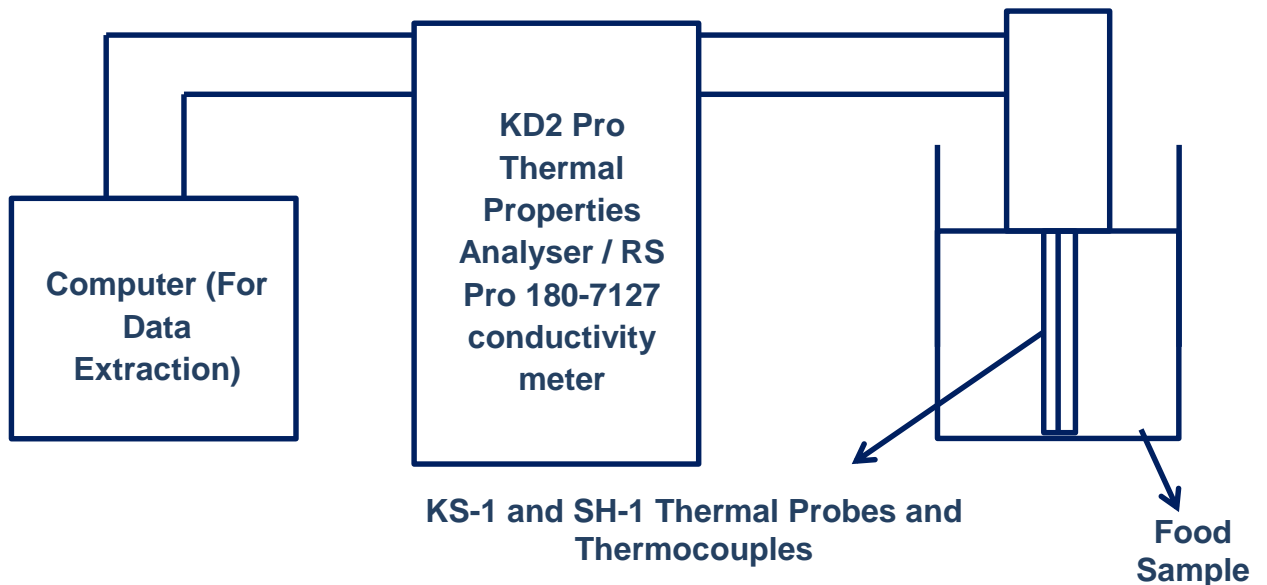 KD2 Pro
Thermal
Properties
Analyser / RS
Pro 180-7127
conductivity
meter
Computer (For
Data
Extraction)
KS-1 and SH-1 Thermal Probes and
Thermocouples
Food
Sample